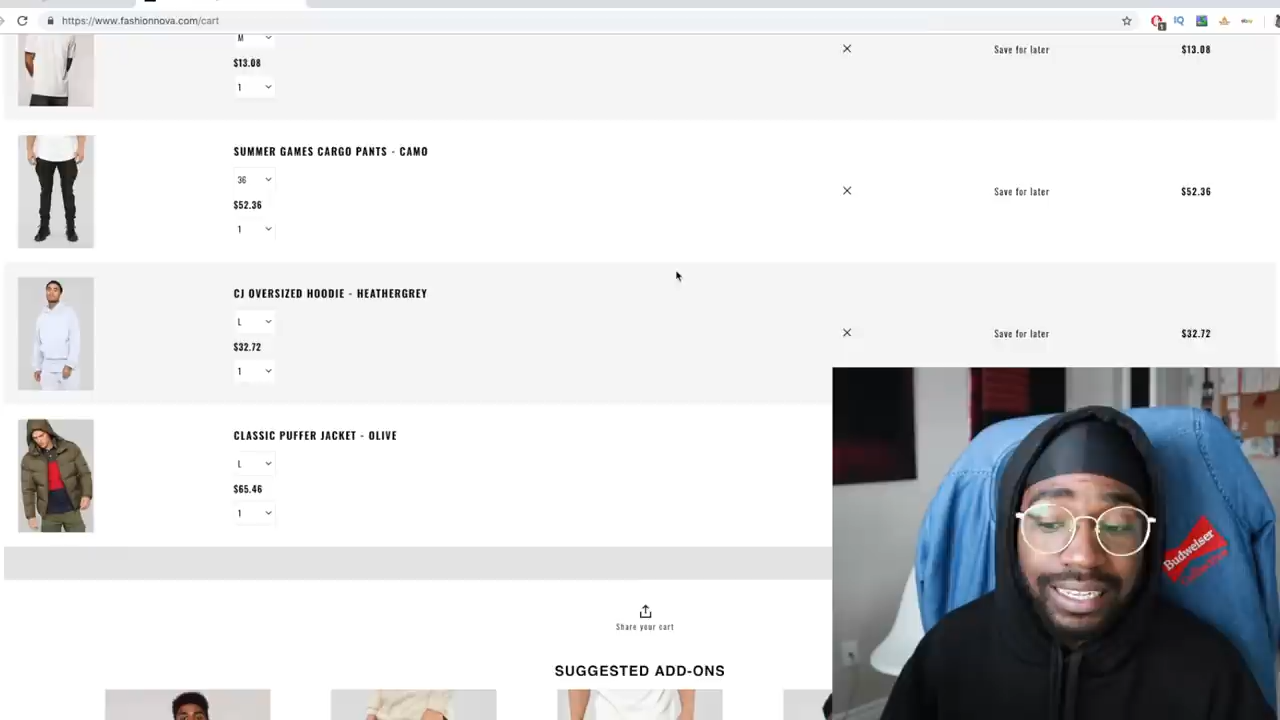 https://www.fashionnova.com/cart
M
$13.08
1
Save for later
$13.08
SUMMER GAMES CARGO PANTS - CAMO
36
$52.36
1
Save for later
$52.36
CJ OVERSIZED HOODIE - HEATHERGREY
L
$32.72
1
Save for later
$32.72
CLASSIC PUFFER JACKET - OLIVE
L
$65.46
1
Share your cart
SUGGESTED ADD-ONS
Budweiser
IQ
ebay